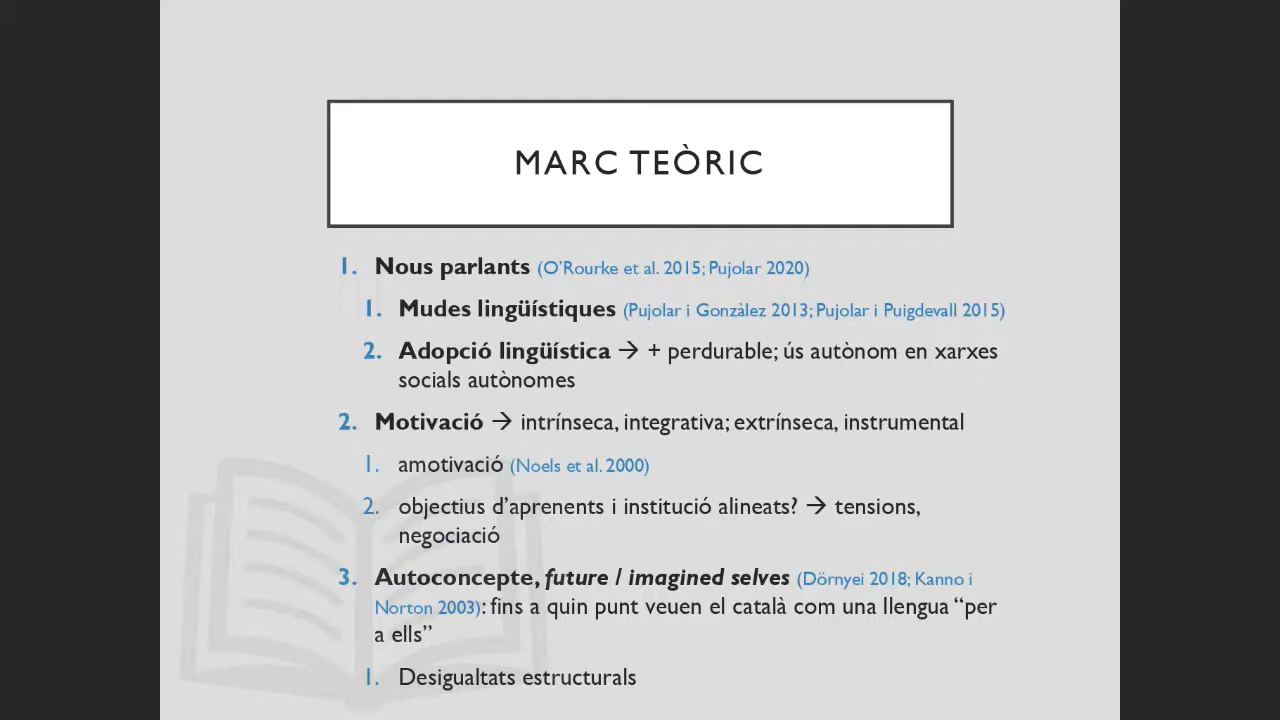 MARC TEÒRIC
1. Nous parlants (O'Rourke et al. 2015; Pujolar 2020)
1. Mudes lingüístiques (Pujolar i Gonzàlez 2013; Pujolar i Puigdevall 2015)
2. Adopció lingüística → + perdurable; ús autònom en xarxes
socials autònomes
2. Motivació → intrínseca, integrativa; extrínseca, instrumental
1. amotivació (Noels et al. 2000)
2. objectius d'aprenents i institució alineats? → tensions,
negociació
3. Autoconcepte, future / imagined selves (Dörnyei 2018; Kanno i
Norton 2003): fins a quin punt veuen el català com una llengua “per
a ells”
1. Desigualtats estructurals